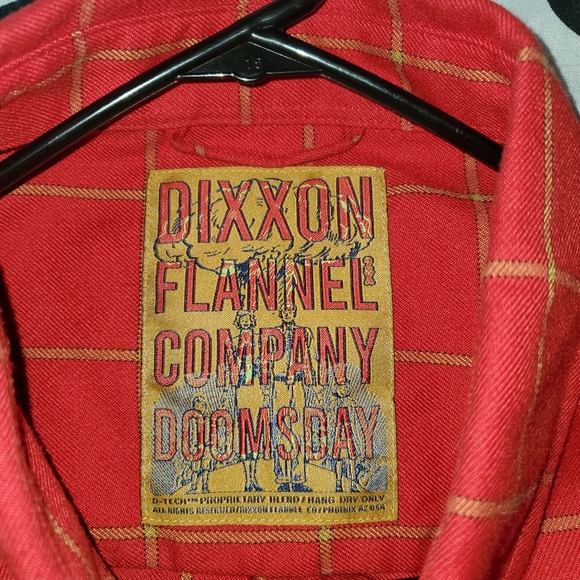 16
DIXXON
FLANNEL
COMPANY
DOOMSDAY
D-TECH™ PROPRIETARY BLEND/HANG DRY ONLY
ALL RIGHTS RESERVED/DIXXON FLANNEL CO/PHOENIX AZ USA